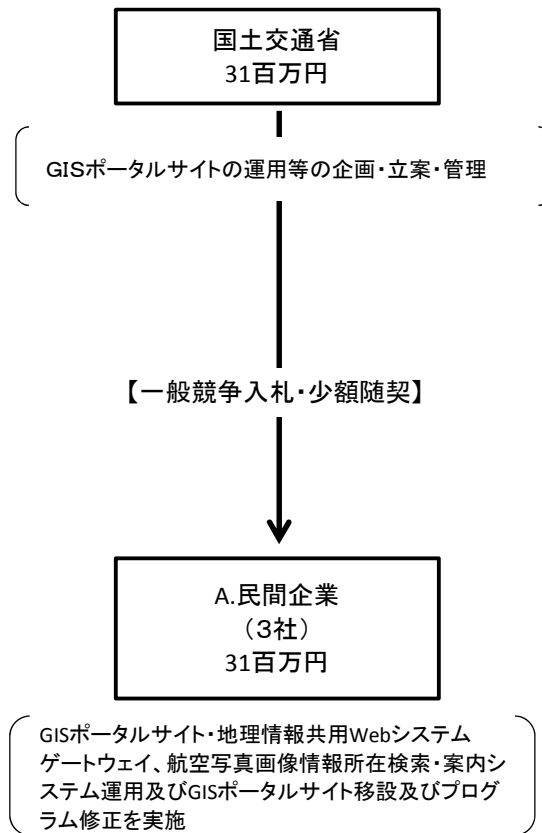 国土交通省
31百万円
GISポータルサイトの運用等の企画・立案・管理
【一般競争入札・少額随契】
A.民間企業
（3社）
31百万円
GISポータルサイト・地理情報共用Webシステム
ゲートウェイ、航空写真画像情報所在検索・案内シ
ステム運用及びGISポータルサイト移設及びプログ
ラム修正を実施